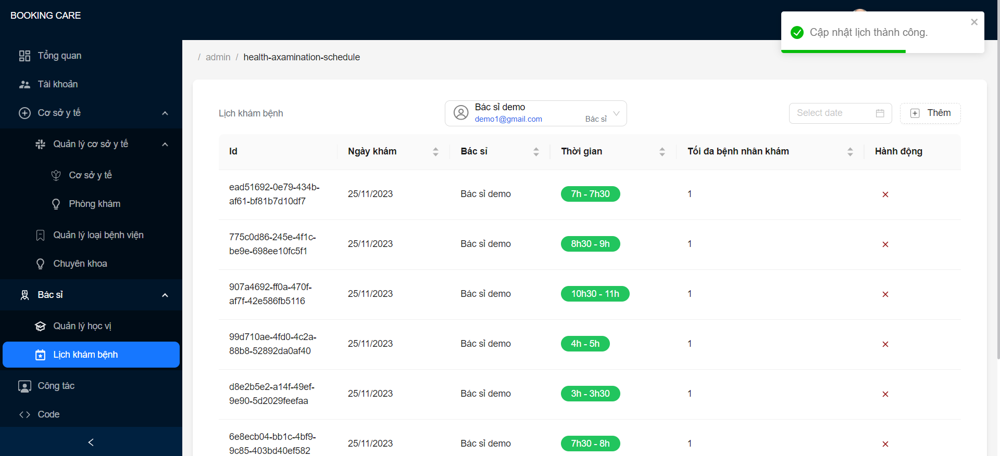 BOOKING CARE
Cập nhật lịch thành công.
Tổng quan
Tài khoản
Cơ sở y tế
Quản lý cơ sở y tế
Cơ sở y tế
Phòng khám
Quản lý loại bệnh viện
Chuyên khoa
Bác sĩ
Quản lý học vị
Lịch khám bệnh
Công tác
Code
/ admin / health-axamination-schedule
Lịch khám bệnh
Bác sĩ demo
demo1@gmail.com Bác sĩ
Select date
Thêm
Id Ngày khám Bác sĩ Thời gian Tối đa bệnh nhân khám Hành động
ead51692-0e79-434b-
af61-bf81b7d10df7
25/11/2023 Bác sĩ demo 7h - 7h30 1
775c0d86-245e-4f1c-
be9e-698ee10fc5f1
25/11/2023 Bác sĩ demo 8h30 - 9h 1
907a4692-ff0a-470f-
af7f-42e586fb5116
25/11/2023 Bác sĩ demo 10h30 - 11h 1
99d710ae-4fd0-4c2a-
88b8-52892da0af40
25/11/2023 Bác sĩ demo 4h - 5h 1
d8e2b5e2-a14f-49ef-
9e90-5d2029feefaa
25/11/2023 Bác sĩ demo 3h - 3h30 1
6e8ecb04-bb1c-4bf9-
9c85-403bd40ef582
25/11/2023 Bác sĩ demo 7h30 - 8h 1